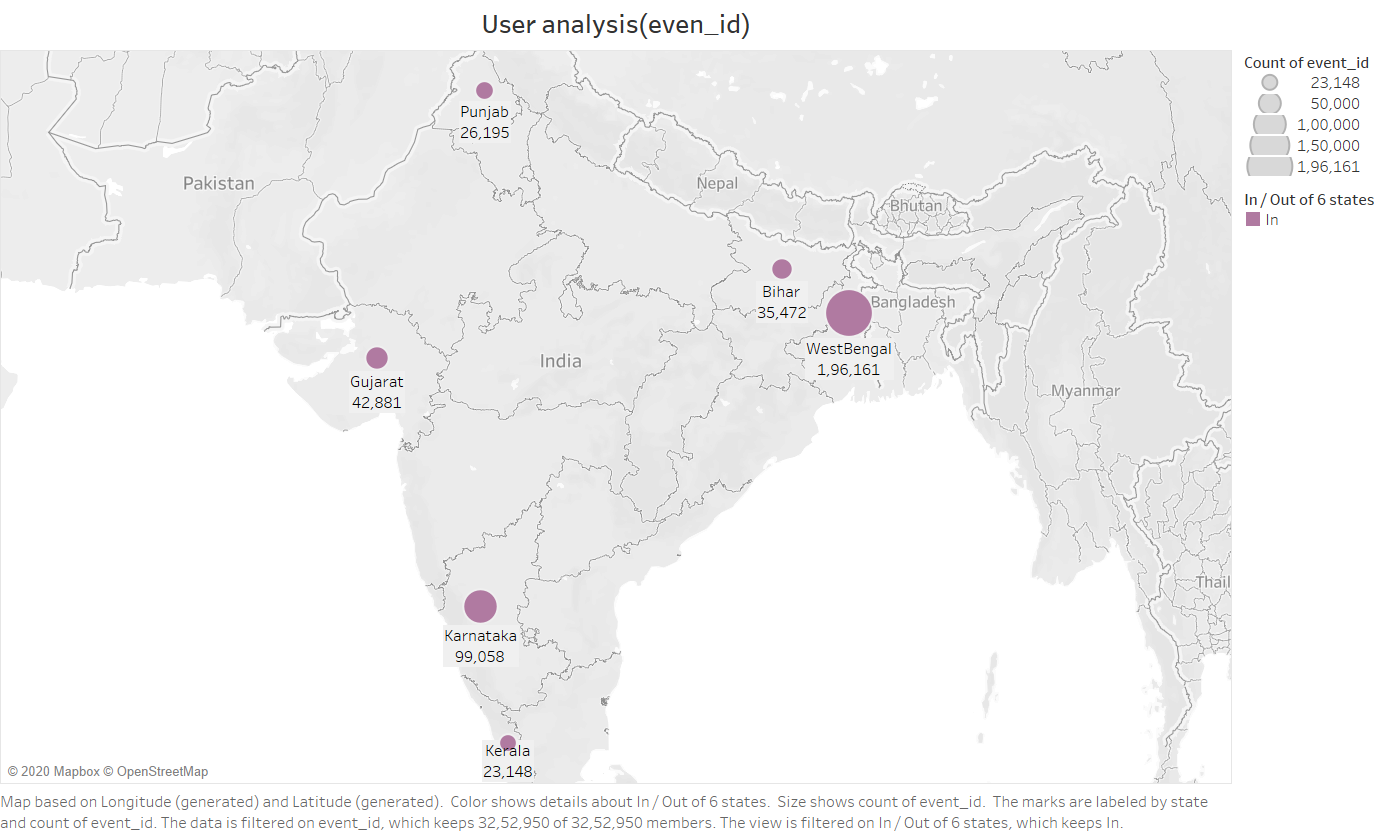 User analysis(even_id)
Count of event_id
23,148
50,000
1,00,000
1,50,000
1,96,161
In / Out of 6 states
In
Punjab
26,195
Pakistan
Nepal
Bhutan
Bihar
35,472
Bangladesh
WestBengal
1,96,161
India
Gujarat
42,881
Myanmar
Thail
Karnataka
99,058
Kerala
23,148
© 2020 Mapbox © OpenStreetMap
Map based on Longitude (generated) and Latitude (generated). Color shows details about In / Out of 6 states. Size shows count of event_id. The marks are labeled by state
and count of event_id. The data is filtered on event_id, which keeps 32,52,950 of 32,52,950 members. The view is filtered on In / Out of 6 states, which keeps In.